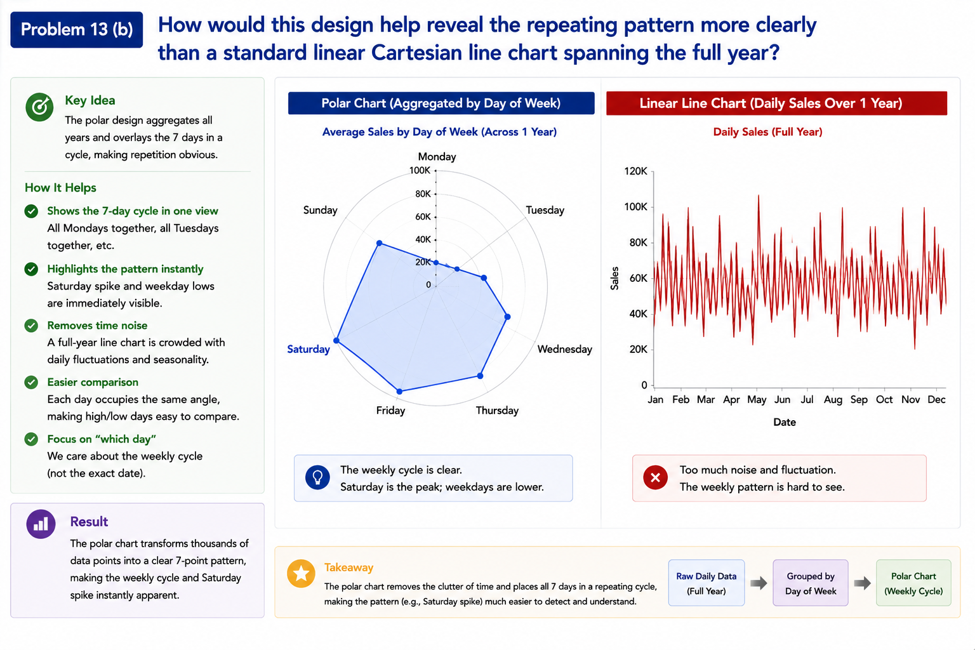 Problem 13 (b)
How would this design help reveal the repeating pattern more clearly
than a standard linear Cartesian line chart spanning the full year?
Key Idea
The polar design aggregates all
years and overlays the 7 days in a
cycle, making repetition obvious.
How It Helps
Shows the 7-day cycle in one view
All Mondays together, all Tuesdays
together, etc.
Highlights the pattern instantly
Saturday spike and weekday lows
are immediately visible.
Removes time noise
A full-year line chart is crowded with
daily fluctuations and seasonality.
Easier comparison
Each day occupies the same angle,
making high/low days easy to compare.
Focus on “which day”
We care about the weekly cycle
(not the exact date).
Result
The polar chart transforms thousands of
data points into a clear 7-point pattern,
making the weekly cycle and Saturday
spike instantly apparent.
Polar Chart (Aggregated by Day of Week)
Average Sales by Day of Week (Across 1 Year)
Monday
100K
80K
60K
40K
20K
0
Sunday
Tuesday
Saturday
Wednesday
Friday
Thursday
The weekly cycle is clear.
Saturday is the peak; weekdays are lower.
Linear Line Chart (Daily Sales Over 1 Year)
Daily Sales (Full Year)
120K
100K
80K
60K
40K
20K
0
Sales
Jan Feb Mar Apr May Jun Jul Aug Sep Oct Nov Dec
Date
Too much noise and fluctuation.
The weekly pattern is hard to see.
Takeaway
The polar chart removes the clutter of time and places all 7 days in a repeating cycle,
making the pattern (e.g., Saturday spike) much easier to detect and understand.
Raw Daily Data
(Full Year)
Grouped by
Day of Week
Polar Chart
(Weekly Cycle)